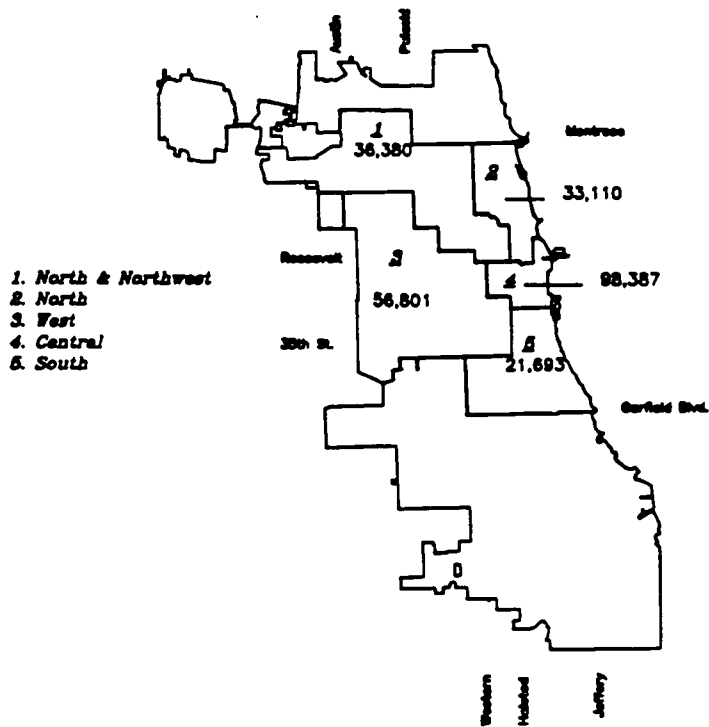 Austin
Pulaski
Montrose
1
36,380
2
33,110
Roosevelt
3
1. North & Northwest
2. North
3. West
4. Central
5. South
4
98,387
56,801
35th St.
5
21,693
Garfield Blvd.
Western
Halsted
Jeffery